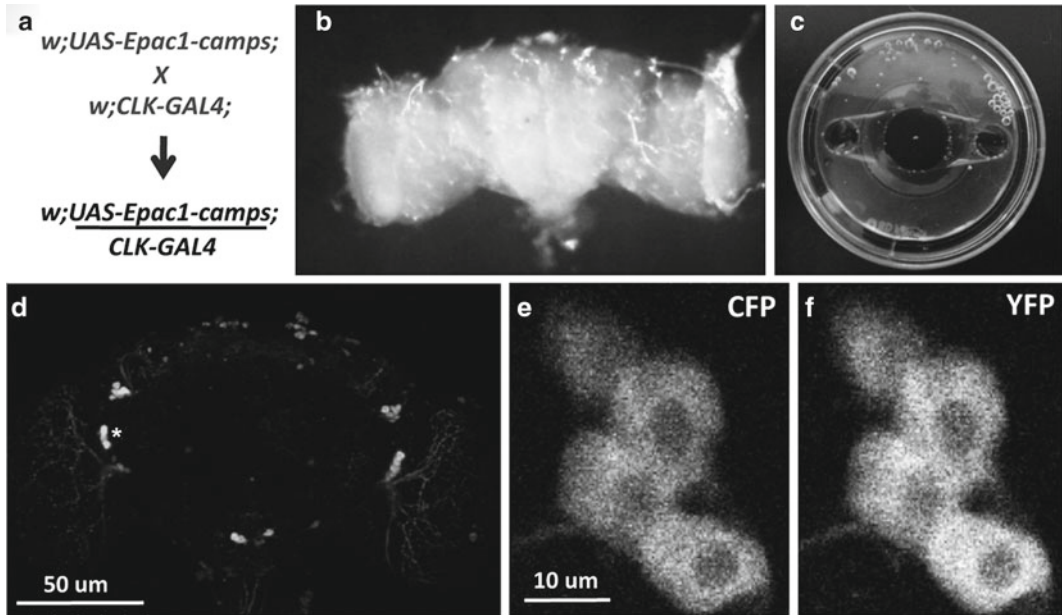 a
w;UAS-Epac1-camps;
X
w;CLK-GAL4;
w;UAS-Epac1-camps;
CLK-GAL4
b
c
d
*
50 um
e
CFP
10 um
f
YFP